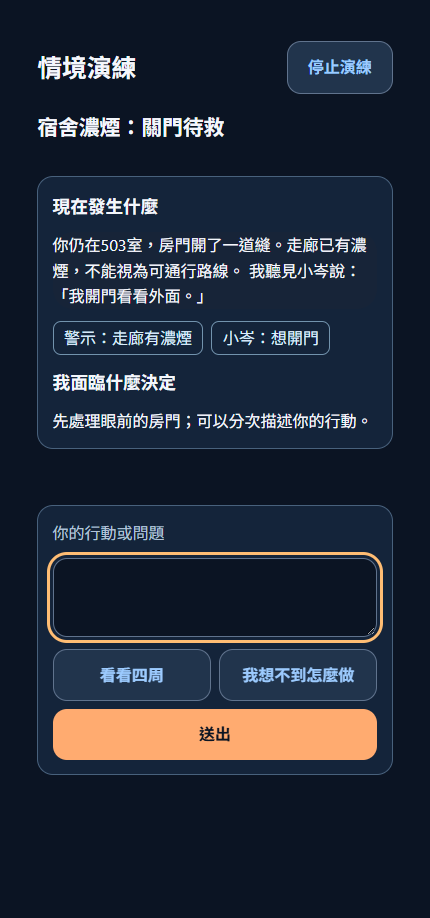 情境演練
停止演練
宿舍濃煙：關門待救
現在發生什麼
你仍在503室，房門開了一道縫。走廊已有濃
煙，不能視為可通行路線。 我聽見小岑說：
「我開門看看外面。」
警示：走廊有濃煙
小岑：想開門
我面臨什麼決定
先處理眼前的房門；可以分次描述你的行動。
你的行動或問題
看看四周
我想不到怎麼做
送出